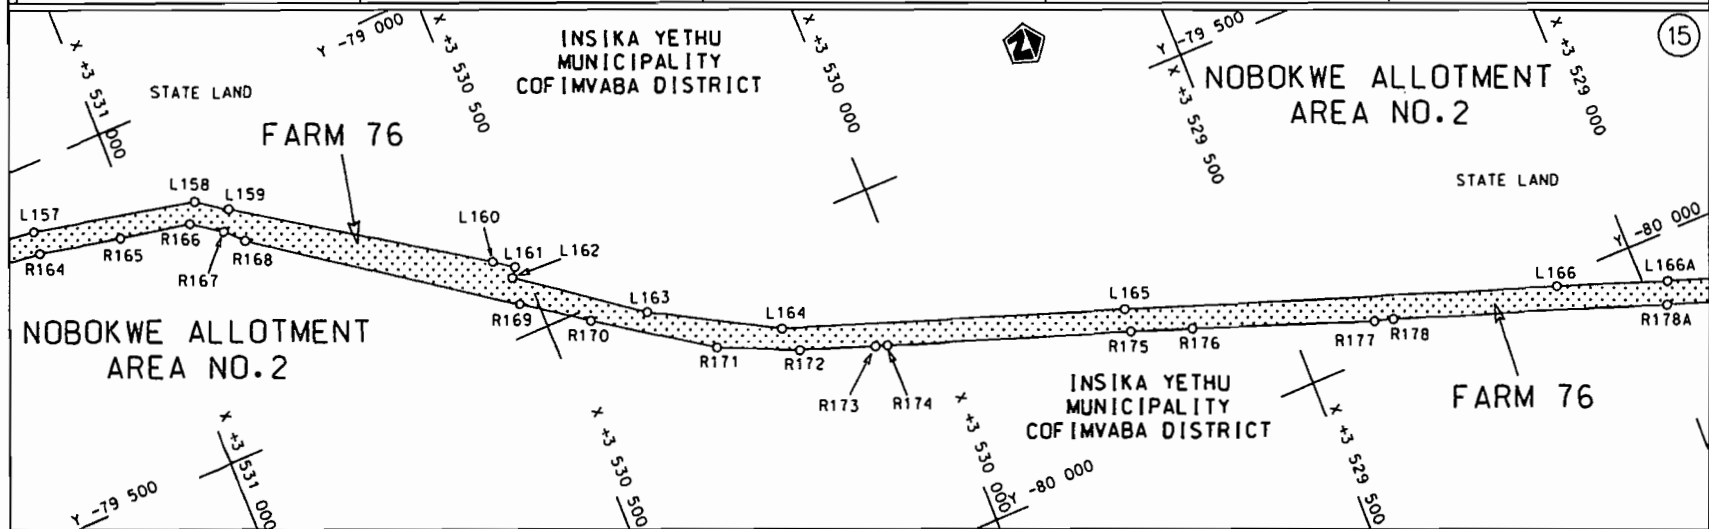 Y -79 000
X +3 531 000
X +3 530 500
INSIKA YETHU
MUNICIPALITY
COFIMVABA DISTRICT
X +3 530 000
N
Y -79 500
X +3 529 500
X +3 529 000
15
NOBOKWE ALLOTMENT
AREA NO.2
STATE LAND
FARM 76
STATE LAND
Y -80 000
L157
L158
L159
L160
L161
L162
L163
L164
L165
L166
L166A
R164
R165
R166
R167
R168
R169
R170
R171
R172
R173
R174
R175
R176
R177
R178
R178A
NOBOKWE ALLOTMENT
AREA NO.2
INSIKA YETHU
MUNICIPALITY
COFIMVABA DISTRICT
FARM 76
Y -79 500
X +3 531 000
X +3 530 500
X +3 530 000
Y -80 000
X +3 529 500